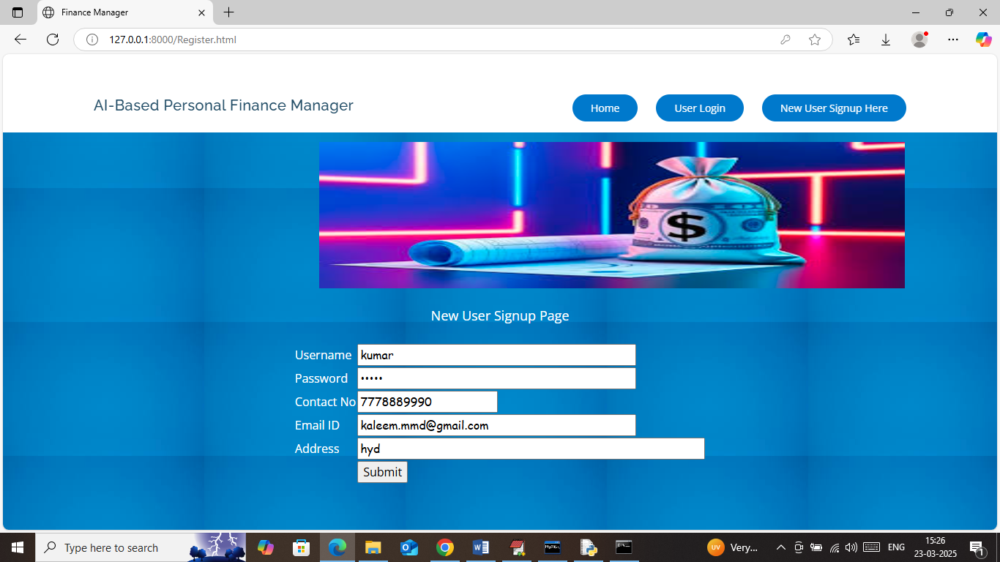 Finance Manager
127.0.0.1:8000/Register.html
AI-Based Personal Finance Manager
Home
User Login
New User Signup Here
$
New User Signup Page
Username kumar
Password •••••
Contact No 7778889990
Email ID kaleem.mmd@gmail.com
Address hyd
Submit
Type here to search
UV Very...
ENG
15:26
23-03-2025
1